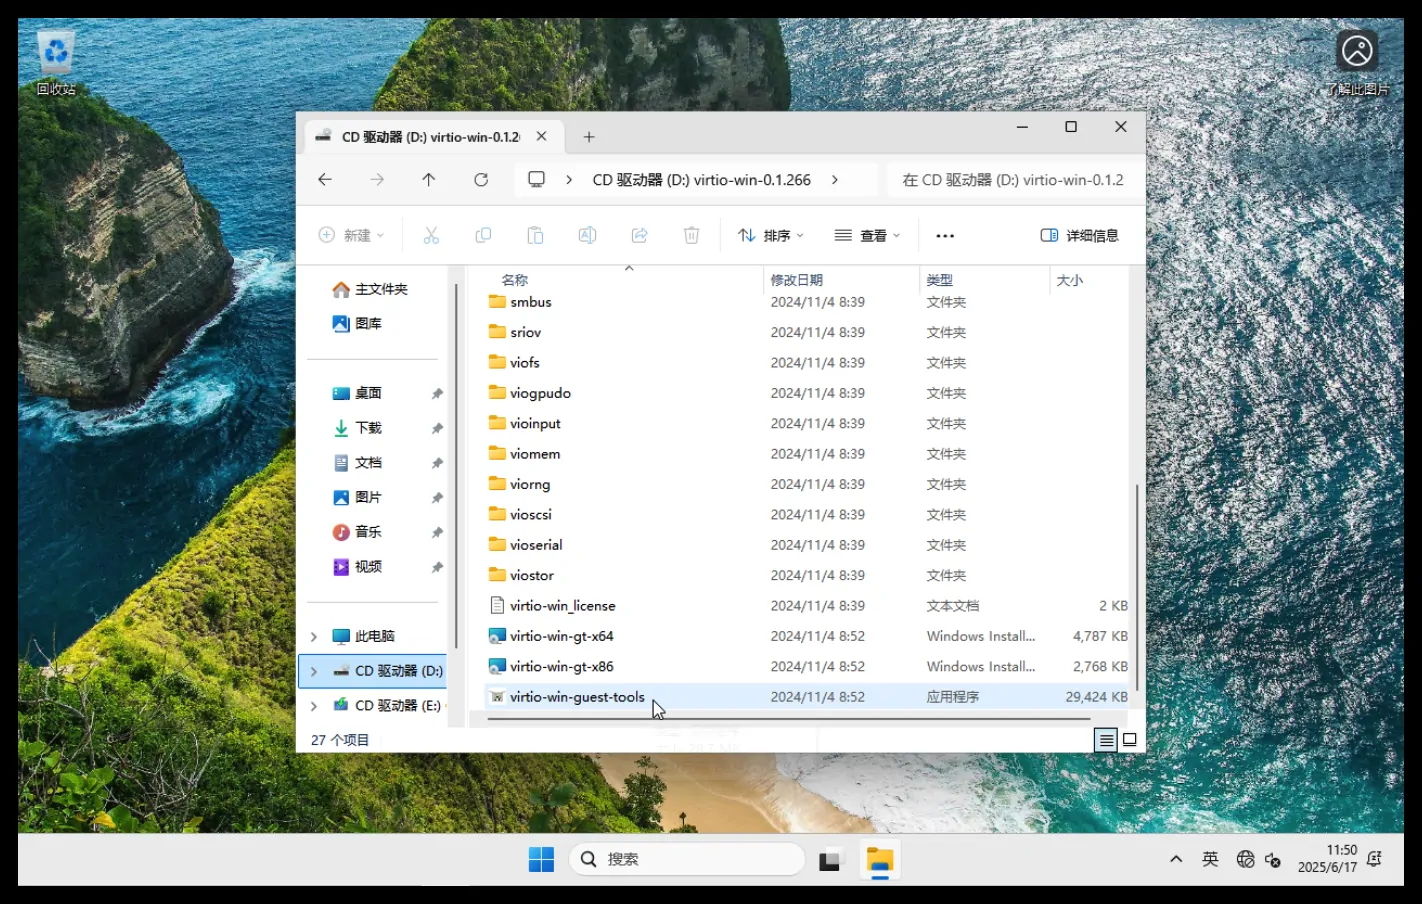 回收站
了解此图片
CD 驱动器 (D:) virtio-win-0.1.2
CD 驱动器 (D:) virtio-win-0.1.266
在 CD 驱动器 (D:) virtio-win-0.1.2
新建
排序
查看
详细信息
主文件夹
图库
桌面
下载
文档
图片
音乐
视频
此电脑
CD 驱动器 (D:)
CD 驱动器 (E:)
名称 修改日期 类型 大小
smbus 2024/11/4 8:39 文件夹
sriov 2024/11/4 8:39 文件夹
viofs 2024/11/4 8:39 文件夹
viogpudo 2024/11/4 8:39 文件夹
vioinput 2024/11/4 8:39 文件夹
viomem 2024/11/4 8:39 文件夹
viorng 2024/11/4 8:39 文件夹
vioscsi 2024/11/4 8:39 文件夹
vioserial 2024/11/4 8:39 文件夹
viostor 2024/11/4 8:39 文件夹
virtio-win_license 2024/11/4 8:39 文本文档 2 KB
virtio-win-gt-x64 2024/11/4 8:52 Windows Install... 4,787 KB
virtio-win-gt-x86 2024/11/4 8:52 Windows Install... 2,768 KB
virtio-win-guest-tools 2024/11/4 8:52 应用程序 29,424 KB
27 个项目
搜索
英
11:50
2025/6/17